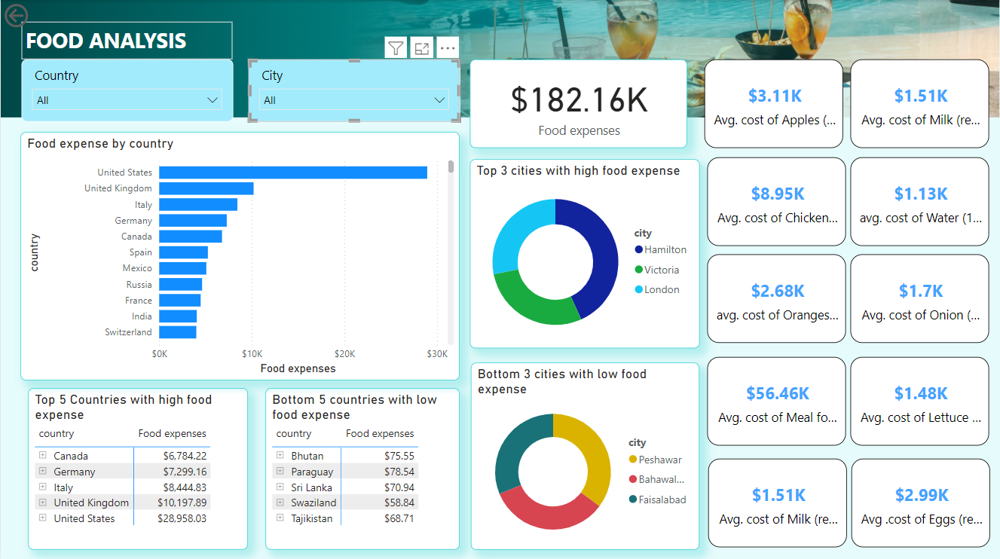 FOOD ANALYSIS
Country
All
City
All
$182.16K
Food expenses
$3.11K
Avg. cost of Apples (...
$1.51K
Avg. cost of Milk (re...
Food expense by country
country
United States
United Kingdom
Italy
Germany
Canada
Spain
Mexico
Russia
France
India
Switzerland
$0K
$10K
$20K
$30K
Food expenses
Top 3 cities with high food expense
city
Hamilton
Victoria
London
$8.95K
Avg. cost of Chicken...
$1.13K
avg. cost of Water (1...
$2.68K
avg. cost of Oranges...
$1.7K
Avg. cost of Onion (...
Top 5 Countries with high food
expense
country Food expenses
Canada $6,784.22
Germany $7,299.16
Italy $8,444.83
United Kingdom $10,197.89
United States $28,958.03
Bottom 5 countries with low
food expense
country Food expenses
Bhutan $75.55
Paraguay $78.54
Sri Lanka $70.94
Swaziland $58.84
Tajikistan $68.71
Bottom 3 cities with low food
expense
city
Peshawar
Bahawal...
Faisalabad
$56.46K
Avg. cost of Meal fo...
$1.48K
Avg. cost of Lettuce ...
$1.51K
Avg. cost of Milk (re...
$2.99K
Avg .cost of Eggs (re...